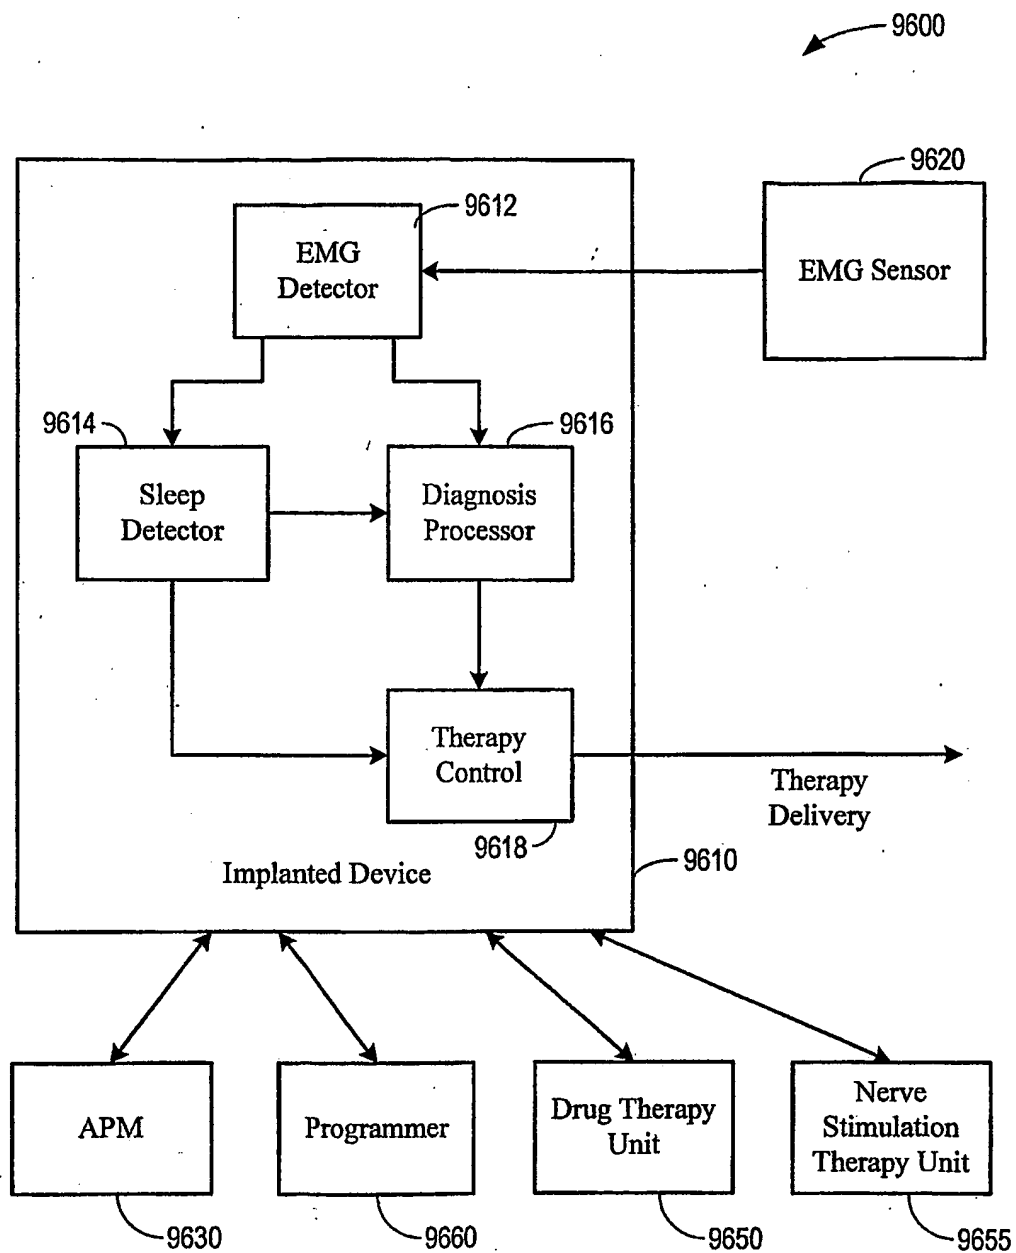 9600
9620
9612
EMG
Detector
EMG Sensor
9614
9616
Sleep
Detector
Diagnosis
Processor
Therapy
Control
Therapy
Delivery
9618
9610
Implanted Device
APM
Programmer
Drug Therapy
Unit
Nerve
Stimulation
Therapy Unit
9630
9660
9650
9655